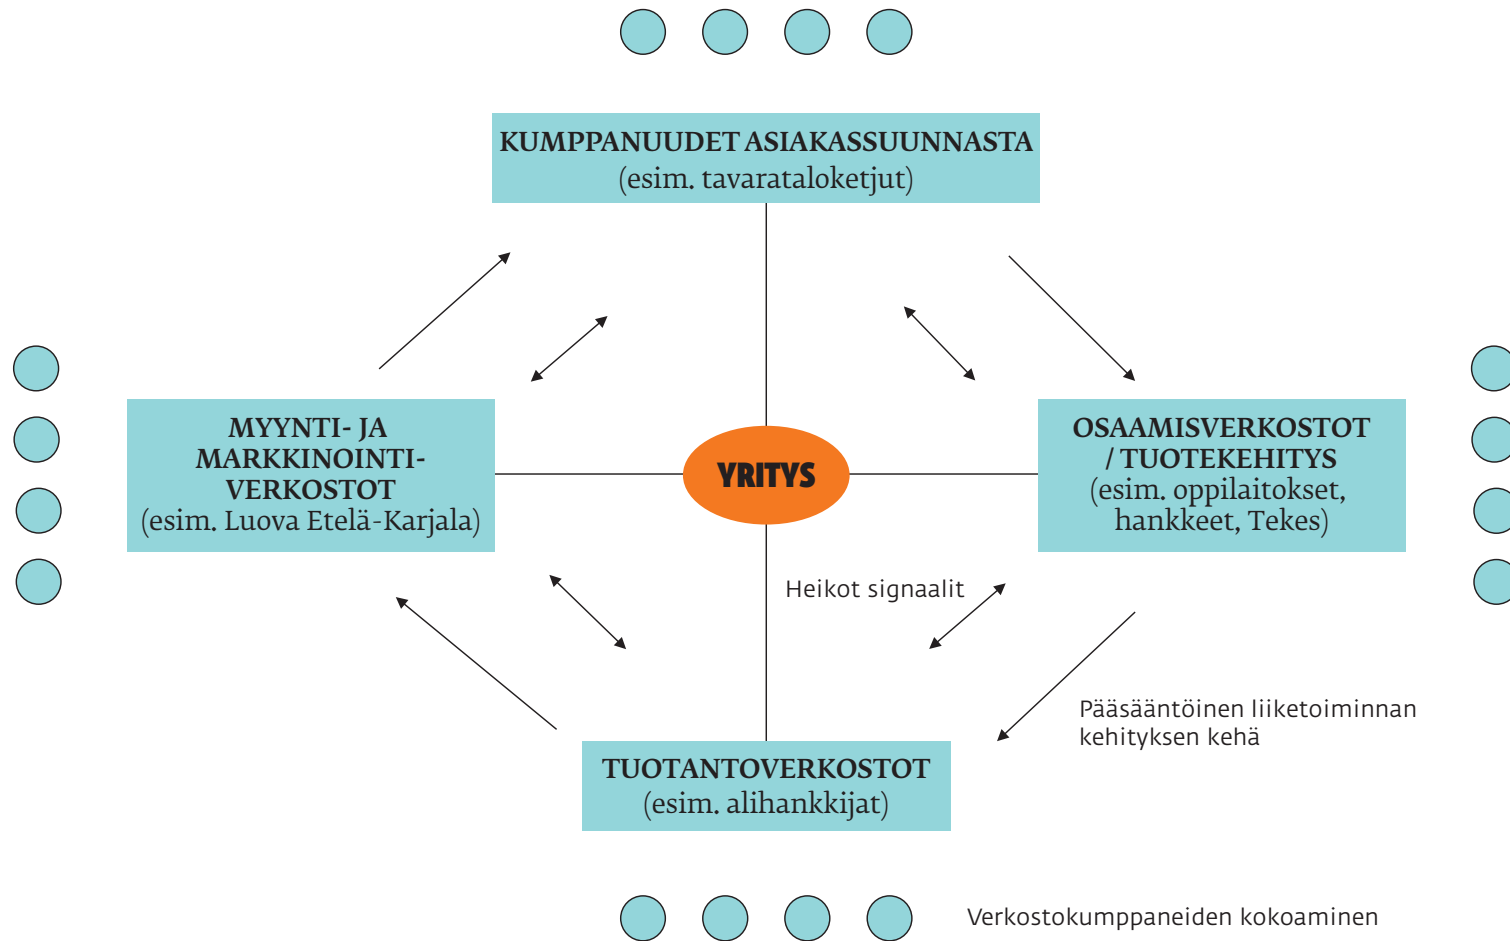 KUMPPANUUDET ASIAKASSUUNNASTA
(esim. tavarataloketjut)
MYYNTI- JA
MARKKINOINTI-
VERKOSTOT
(esim. Luova Etelä-Karjala)
YRITYS
OSAAMISVERKOSTOT
/ TUOTEKEHITYS
(esim. oppilaitokset,
hankkeet, Tekes)
Heikot signaalit
Pääsääntöinen liiketoiminnan
kehityksen kehä
TUOTANTOVERKOSTOT
(esim. alihankkijat)
Verkostokumppaneiden kokoaminen